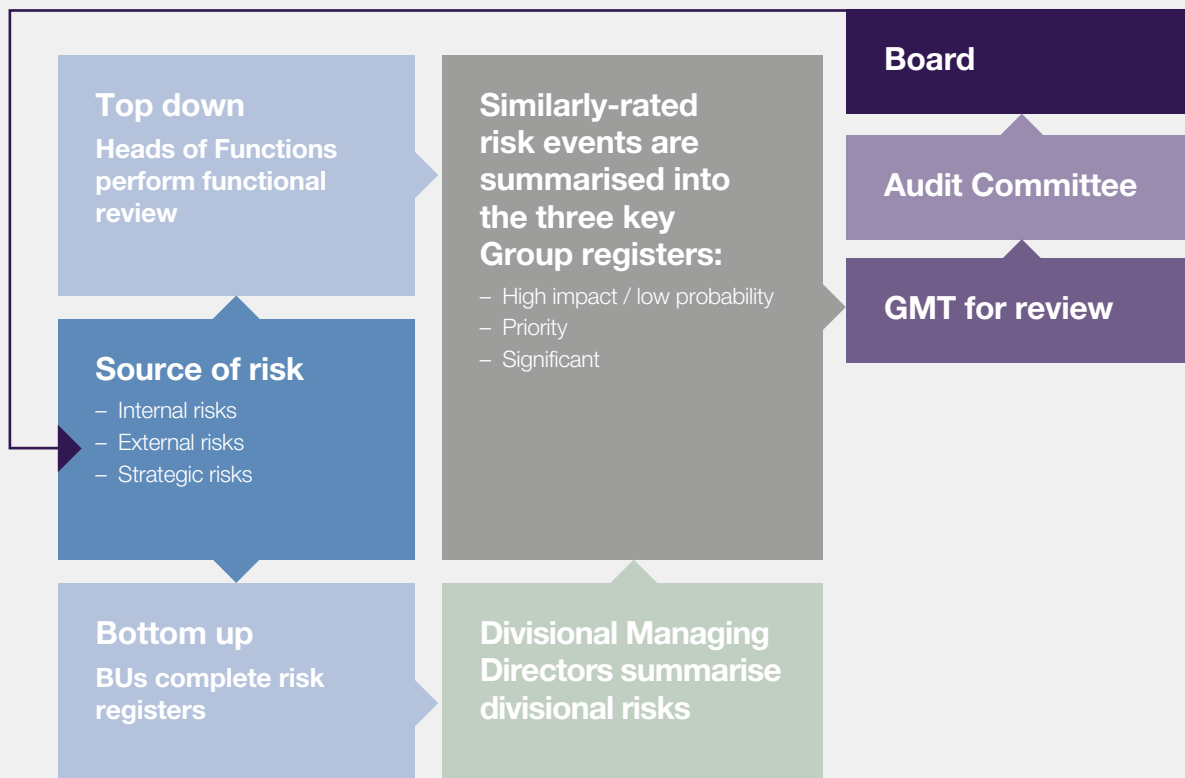 Top down
Heads of Functions
perform functional
review
Source of risk
– Internal risks
– External risks
– Strategic risks
Bottom up
BUs complete risk
registers
Similarly-rated
risk events are
summarised into
the three key
Group registers:
– High impact / low probability
– Priority
– Significant
Divisional Managing
Directors summarise
divisional risks
Board
Audit Committee
GMT for review